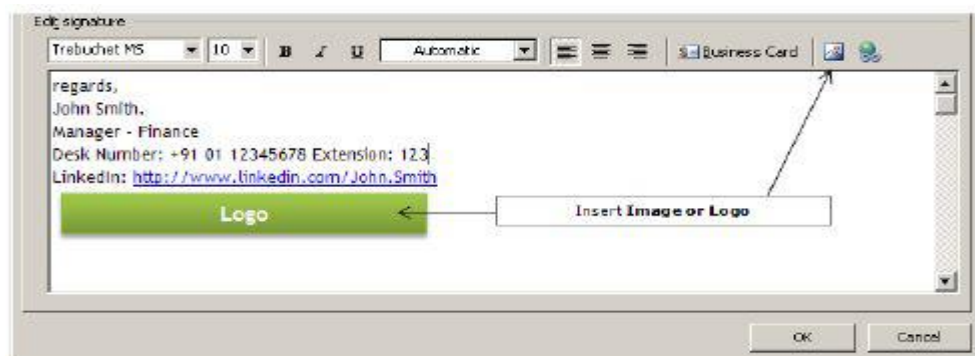 Edit signature
Trebuchet MS 10 B I U Automatic Business Card
regards,
John Smith.
Manager - Finance
Desk Number: +91 01 12345678 Extension: 123
LinkedIn: http://www.linkedin.com/John.Smith
Logo
Insert Image or Logo
OK Cancel